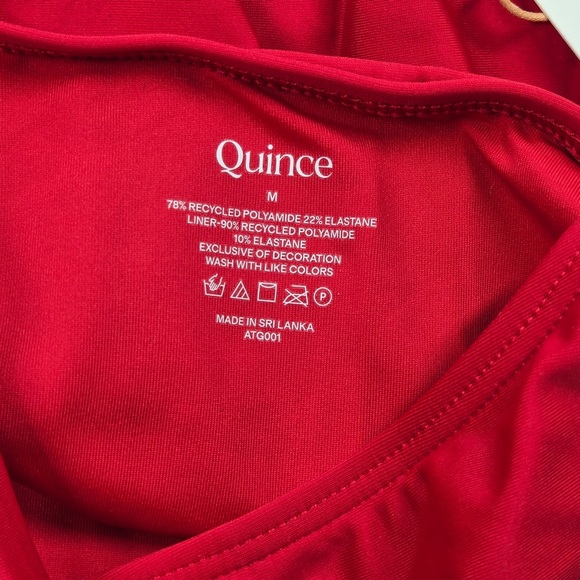 Quince
M
78% RECYCLED POLYAMIDE 22% ELASTANE
LINER-90% RECYCLED POLYAMIDE
10% ELASTANE
EXCLUSIVE OF DECORATION
WASH WITH LIKE COLORS
P
MADE IN SRI LANKA
ATG001